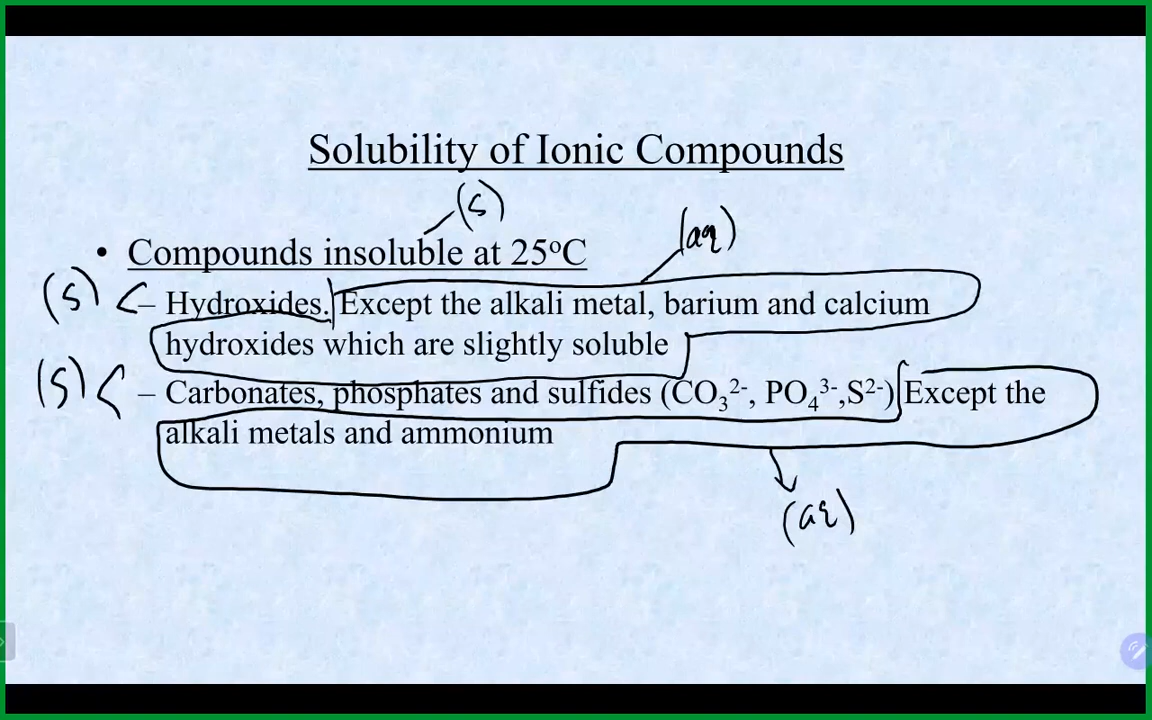 Solubility of Ionic Compounds
(s)
• Compounds insoluble at 25°C
(aq)
(s) < – Hydroxides. Except the alkali metal, barium and calcium
hydroxides which are slightly soluble
(s) < – Carbonates, phosphates and sulfides (CO₃²⁻, PO₄³⁻,S²⁻) Except the
alkali metals and ammonium
(aq)